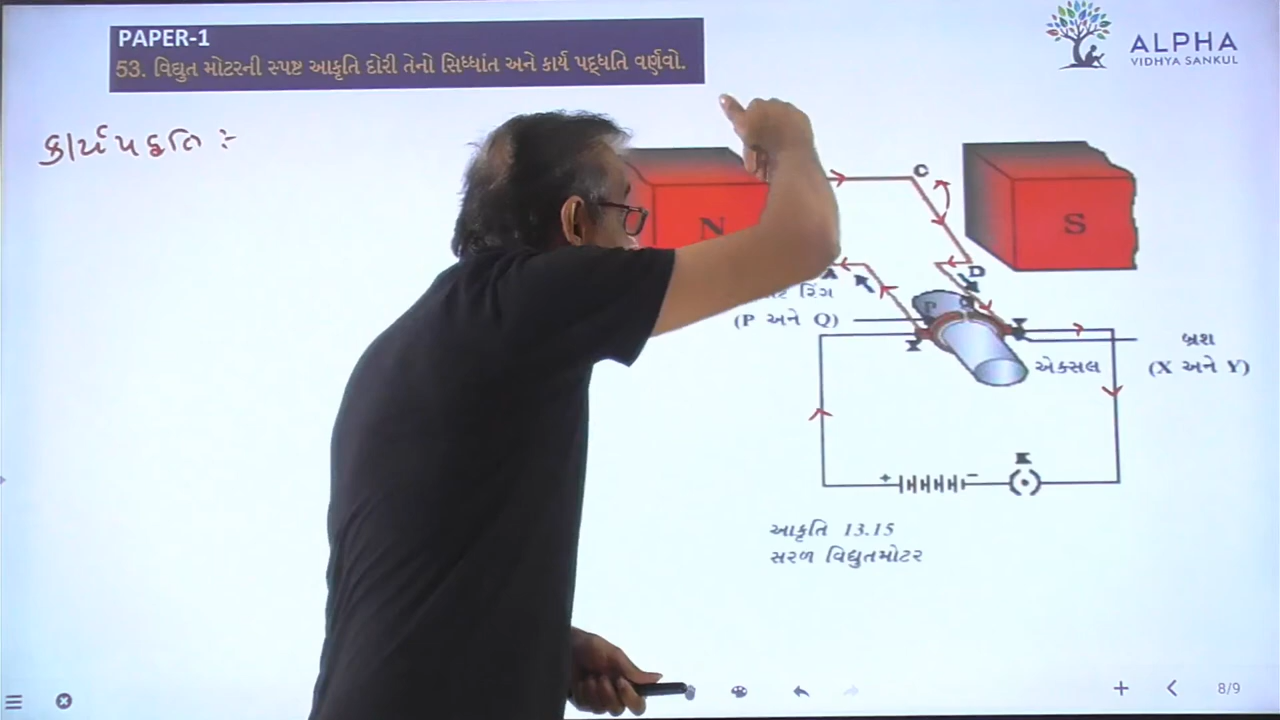 PAPER-1
53. વિદ્યુત મોટરની સ્પષ્ટ આકૃતિ દોરી તેનો સિધ્ધાંત અને કાર્ય પદ્ધતિ વર્ણવો.
ALPHA
VIDHYA SANKUL
કાર્યપદ્ધતિ :-
C
N
S
A
D
રિંગ
(P અને Q)
P
Q
X
Y
એક્સલ
બ્રશ
(X અને Y)
+
−
K
આકૃતિ 13.15
સરળ વિદ્યુતમોટર
8/9